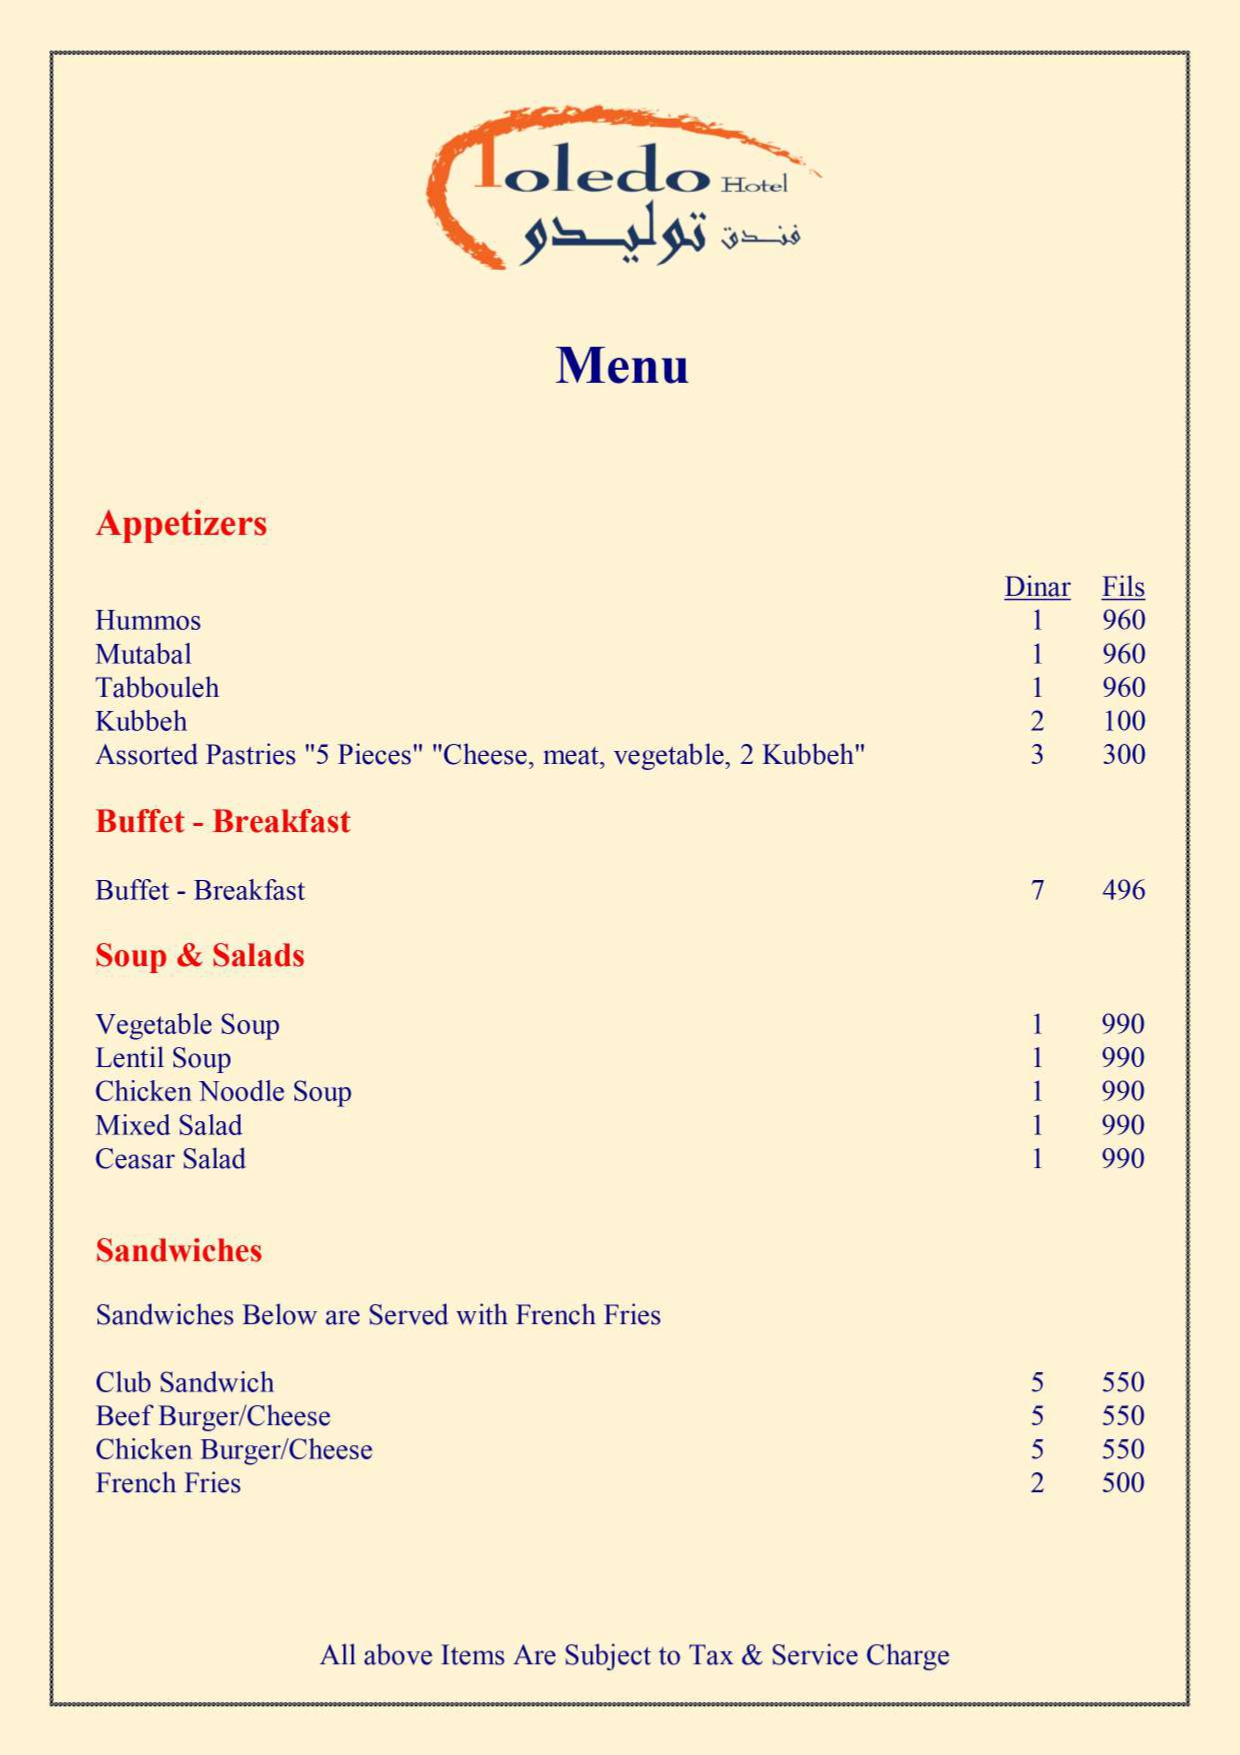 Toledo Hotel
فندق توليدو
Menu
Appetizers
Dinar Fils
Hummos 1 960
Mutabal 1 960
Tabbouleh 1 960
Kubbeh 2 100
Assorted Pastries "5 Pieces" "Cheese, meat, vegetable, 2 Kubbeh" 3 300
Buffet - Breakfast
Buffet - Breakfast 7 496
Soup & Salads
Vegetable Soup 1 990
Lentil Soup 1 990
Chicken Noodle Soup 1 990
Mixed Salad 1 990
Ceasar Salad 1 990
Sandwiches
Sandwiches Below are Served with French Fries
Club Sandwich 5 550
Beef Burger/Cheese 5 550
Chicken Burger/Cheese 5 550
French Fries 2 500
All above Items Are Subject to Tax & Service Charge